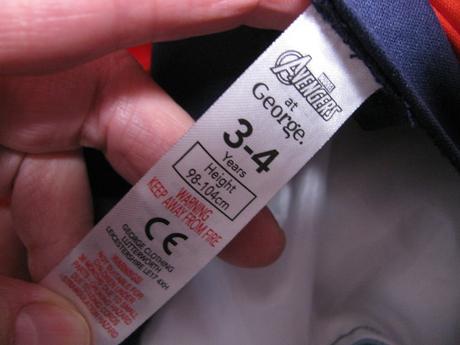 MARVEL
AVENGERS
at
George.
3-4
Years
Height
98-104cm
WARNING
KEEP AWAY FROM FIRE
CE
GEORGE CLOTHING
LUTTERWORTH
LEICESTERSHIRE LE17 4XH